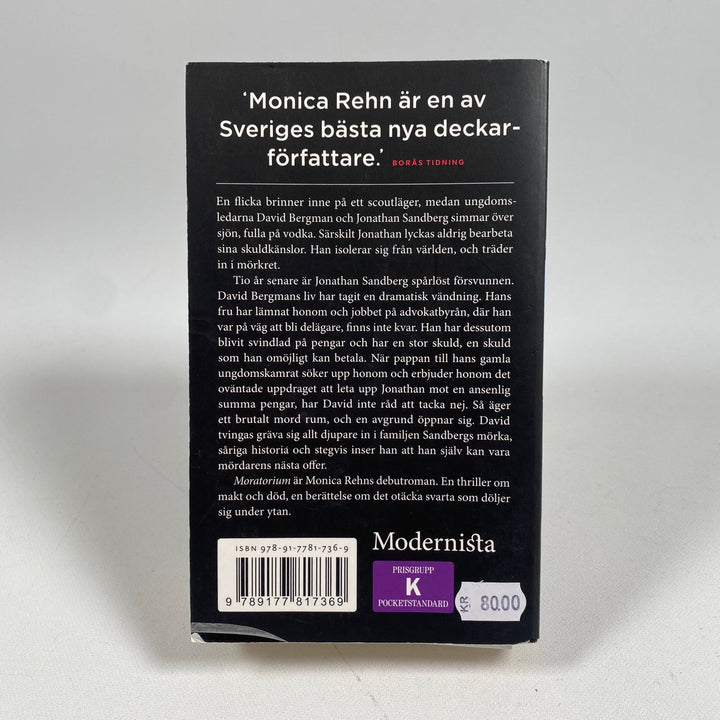 ‘Monica Rehn är en av
Sveriges bästa nya deckar-
författare.’ BORÅS TIDNING
En flicka brinner inne på ett scoutläger, medan ungdoms-
ledarna David Bergman och Jonathan Sandberg simmar över
sjön, fulla på vodka. Särskilt Jonathan lyckas aldrig bearbeta
sina skuldkänslor. Han isolerar sig från världen, och träder
in i mörkret.
Tio år senare är Jonathan Sandberg spårlöst försvunnen.
David Bergmans liv har tagit en dramatisk vändning. Hans
fru har lämnat honom och jobbet på advokatbyrån, där han
var på väg att bli delägare, finns inte kvar. Han har dessutom
blivit svindlad på pengar och har en stor skuld, en skuld
som han omöjligt kan betala. När pappan till hans gamla
ungdomskamrat söker upp honom och erbjuder honom det
oväntade uppdraget att leta upp Jonathan mot en ansenlig
summa pengar, har David inte råd att tacka nej. Så äger
ett brutalt mord rum, och en avgrund öppnar sig. David
tvingas gräva sig allt djupare in i familjen Sandbergs mörka,
såriga historia och stegvis inser han att han själv kan vara
mördarens nästa offer.
Moratorium är Monica Rehns debutroman. En thriller om
makt och död, en berättelse om det otäcka svarta som döljer
sig under ytan.
ISBN 978-91-7781-736-9
9 789177 817369
Modernista
PRISGRUPP
K
POCKETSTANDARD
KR 80.00